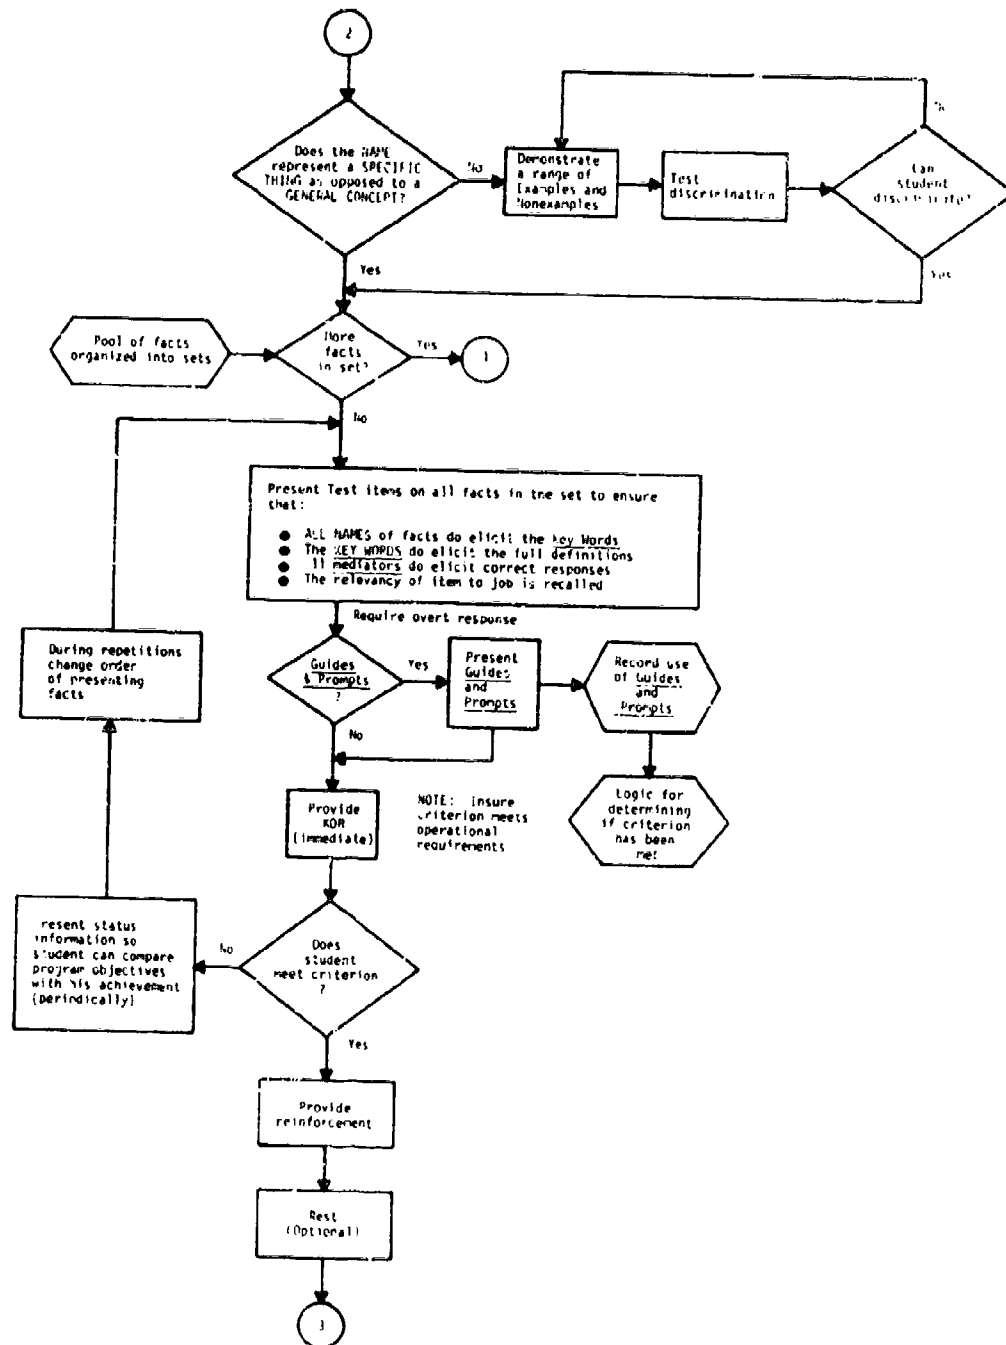 2
Does the NAME
represent a SPECIFIC
THING as opposed to a
GENERAL CONCEPT?
No
Demonstrate
a range of
Examples and
Nonexamples
Test
discrimination
Can
student
discriminate?
No
Yes
Yes
Pool of facts
organized into sets
More
facts
in set?
Yes
1
No
Present Test items on all facts in the set to ensure
that:
● ALL NAMES of facts do elicit the Key Words
● The KEY WORDS do elicit the full definitions
● ll mediators do elicit correct responses
● The relevancy of item to job is recalled
Require overt response
During repetitions
change order
of presenting
facts
Guides
& Prompts
?
Yes
Present
Guides
and
Prompts
Record use
of Guides
and
Prompts
No
Provide
KOR
(immediate)
NOTE: Insure
criterion meets
operational
requirements
Logic for
determining
if criterion
has been
met
resent status
information so
student can compare
program objectives
with his achievement
(periodically)
No
Does
student
meet criterion
?
Yes
Provide
reinforcement
Rest
(Optional)
3